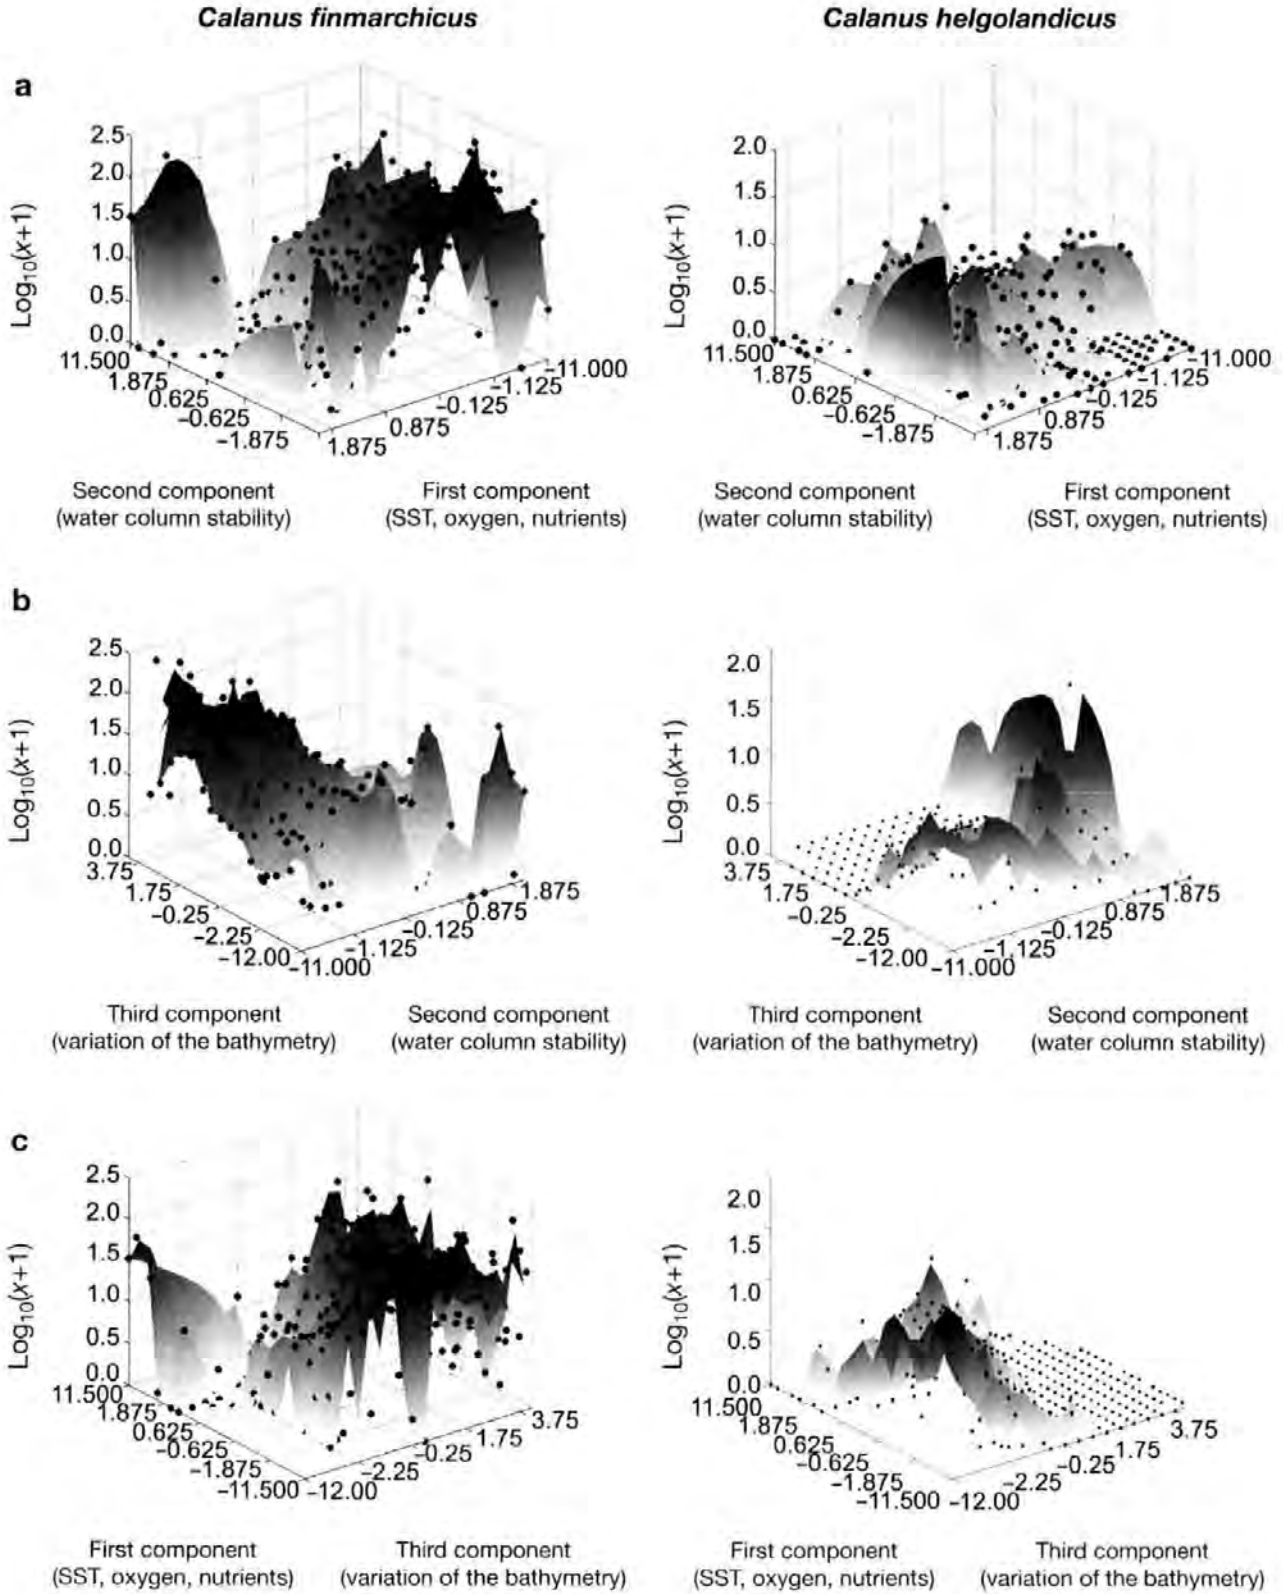 Calanus finmarchicus
Calanus helgolandicus
a
Log10(x+1)
2.5
2.0
1.5
1.0
0.5
0.0
11.500
1.875
0.625
−0.625
−1.875
1.875
0.875
−0.125
−1.125
−11.000
Second component
(water column stability)
First component
(SST, oxygen, nutrients)
Log10(x+1)
2.0
1.5
1.0
0.5
0.0
11.500
1.875
0.625
−0.625
−1.875
1.875
0.875
−0.125
−1.125
−11.000
Second component
(water column stability)
First component
(SST, oxygen, nutrients)
b
Log10(x+1)
2.5
2.0
1.5
1.0
0.5
0.0
3.75
1.75
−0.25
−2.25
−12.00
−11.000
−1.125
−0.125
0.875
1.875
Third component
(variation of the bathymetry)
Second component
(water column stability)
Log10(x+1)
2.0
1.5
1.0
0.5
0.0
3.75
1.75
−0.25
−2.25
−12.00
−11.000
−1.125
−0.125
0.875
1.875
Third component
(variation of the bathymetry)
Second component
(water column stability)
c
Log10(x+1)
2.5
2.0
1.5
1.0
0.5
0.0
11.500
1.875
0.625
−0.625
−1.875
−11.500
−12.00
−2.25
−0.25
1.75
3.75
First component
(SST, oxygen, nutrients)
Third component
(variation of the bathymetry)
Log10(x+1)
2.0
1.5
1.0
0.5
0.0
11.500
1.875
0.625
−0.625
−1.875
−11.500
−12.00
−2.25
−0.25
1.75
3.75
First component
(SST, oxygen, nutrients)
Third component
(variation of the bathymetry)